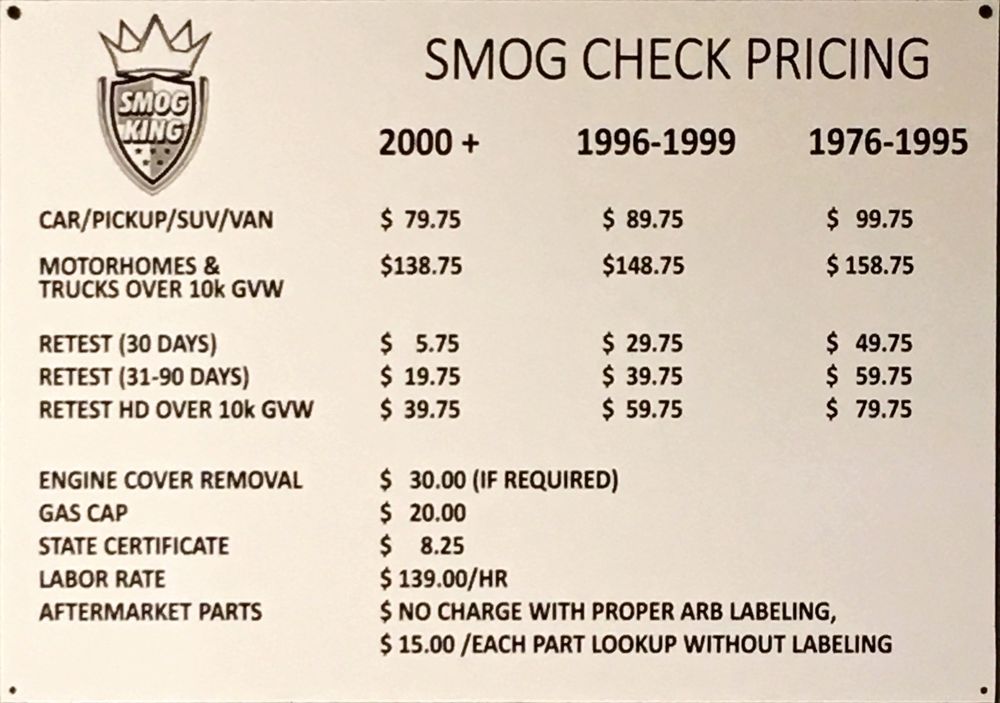 SMOG KING
SMOG CHECK PRICING
2000 + 1996-1999 1976-1995
CAR/PICKUP/SUV/VAN $ 79.75 $ 89.75 $ 99.75
MOTORHOMES & $138.75 $148.75 $ 158.75
TRUCKS OVER 10k GVW
RETEST (30 DAYS) $ 5.75 $ 29.75 $ 49.75
RETEST (31-90 DAYS) $ 19.75 $ 39.75 $ 59.75
RETEST HD OVER 10k GVW $ 39.75 $ 59.75 $ 79.75
ENGINE COVER REMOVAL $ 30.00 (IF REQUIRED)
GAS CAP $ 20.00
STATE CERTIFICATE $ 8.25
LABOR RATE $ 139.00/HR
AFTERMARKET PARTS $ NO CHARGE WITH PROPER ARB LABELING,
$ 15.00 /EACH PART LOOKUP WITHOUT LABELING